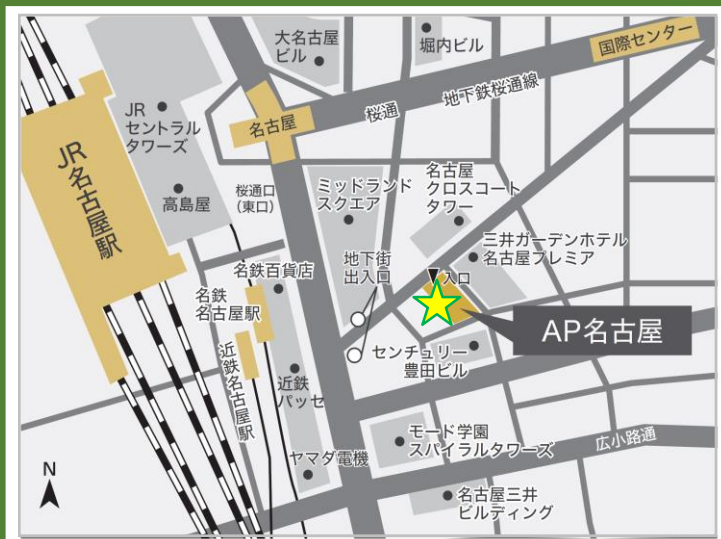 大名古屋
ビル
堀内ビル
国際センター
地下鉄桜通線
桜通
JR
セントラル
タワーズ
名古屋
JR名古屋駅
高島屋
桜通口
(東口)
ミッドランド
スクエア
名古屋
クロスコート
タワー
三井ガーデンホテル
名古屋プレミア
地下街
出入口
入口
名鉄百貨店
名鉄
名古屋駅
AP名古屋
センチュリー
豊田ビル
近鉄名古屋駅
近鉄
パッセ
モード学園
スパイラルタワーズ
広小路通
ヤマダ電機
名古屋三井
ビルディング
N